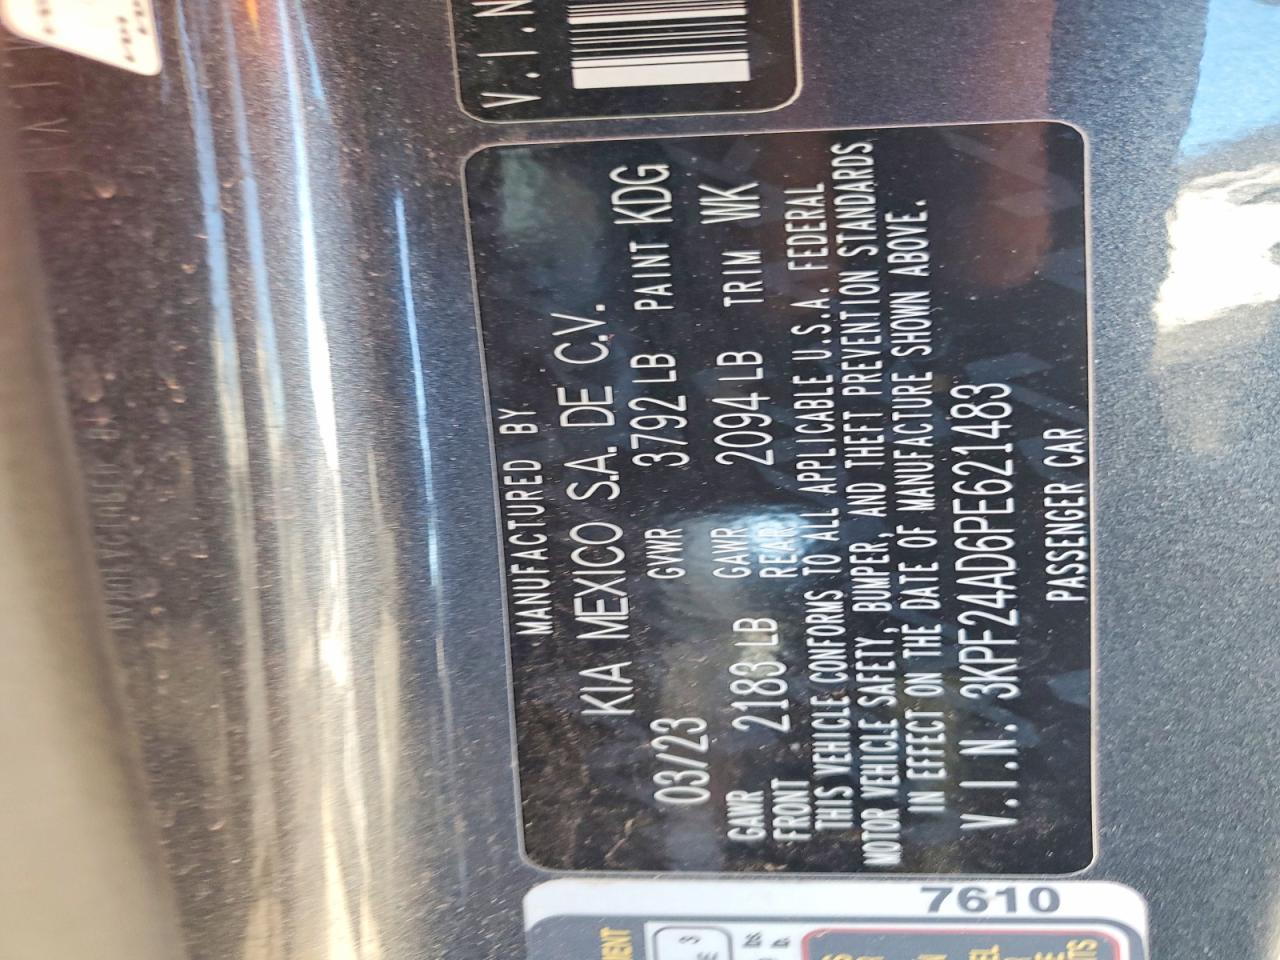 V.I.N
MANUFACTURED BY
KIA MEXICO S.A. DE C.V.
03/23 GVWR 3792 LB PAINT KDG
GAWR FRONT 2183 LB GAWR REAR 2094 LB TRIM WK
THIS VEHICLE CONFORMS TO ALL APPLICABLE U.S.A. FEDERAL
MOTOR VEHICLE SAFETY, BUMPER, AND THEFT PREVENTION STANDARDS
IN EFFECT ON THE DATE OF MANUFACTURE SHOWN ABOVE.
V.I.N. 3KPF24AD6PE621483
PASSENGER CAR
7610